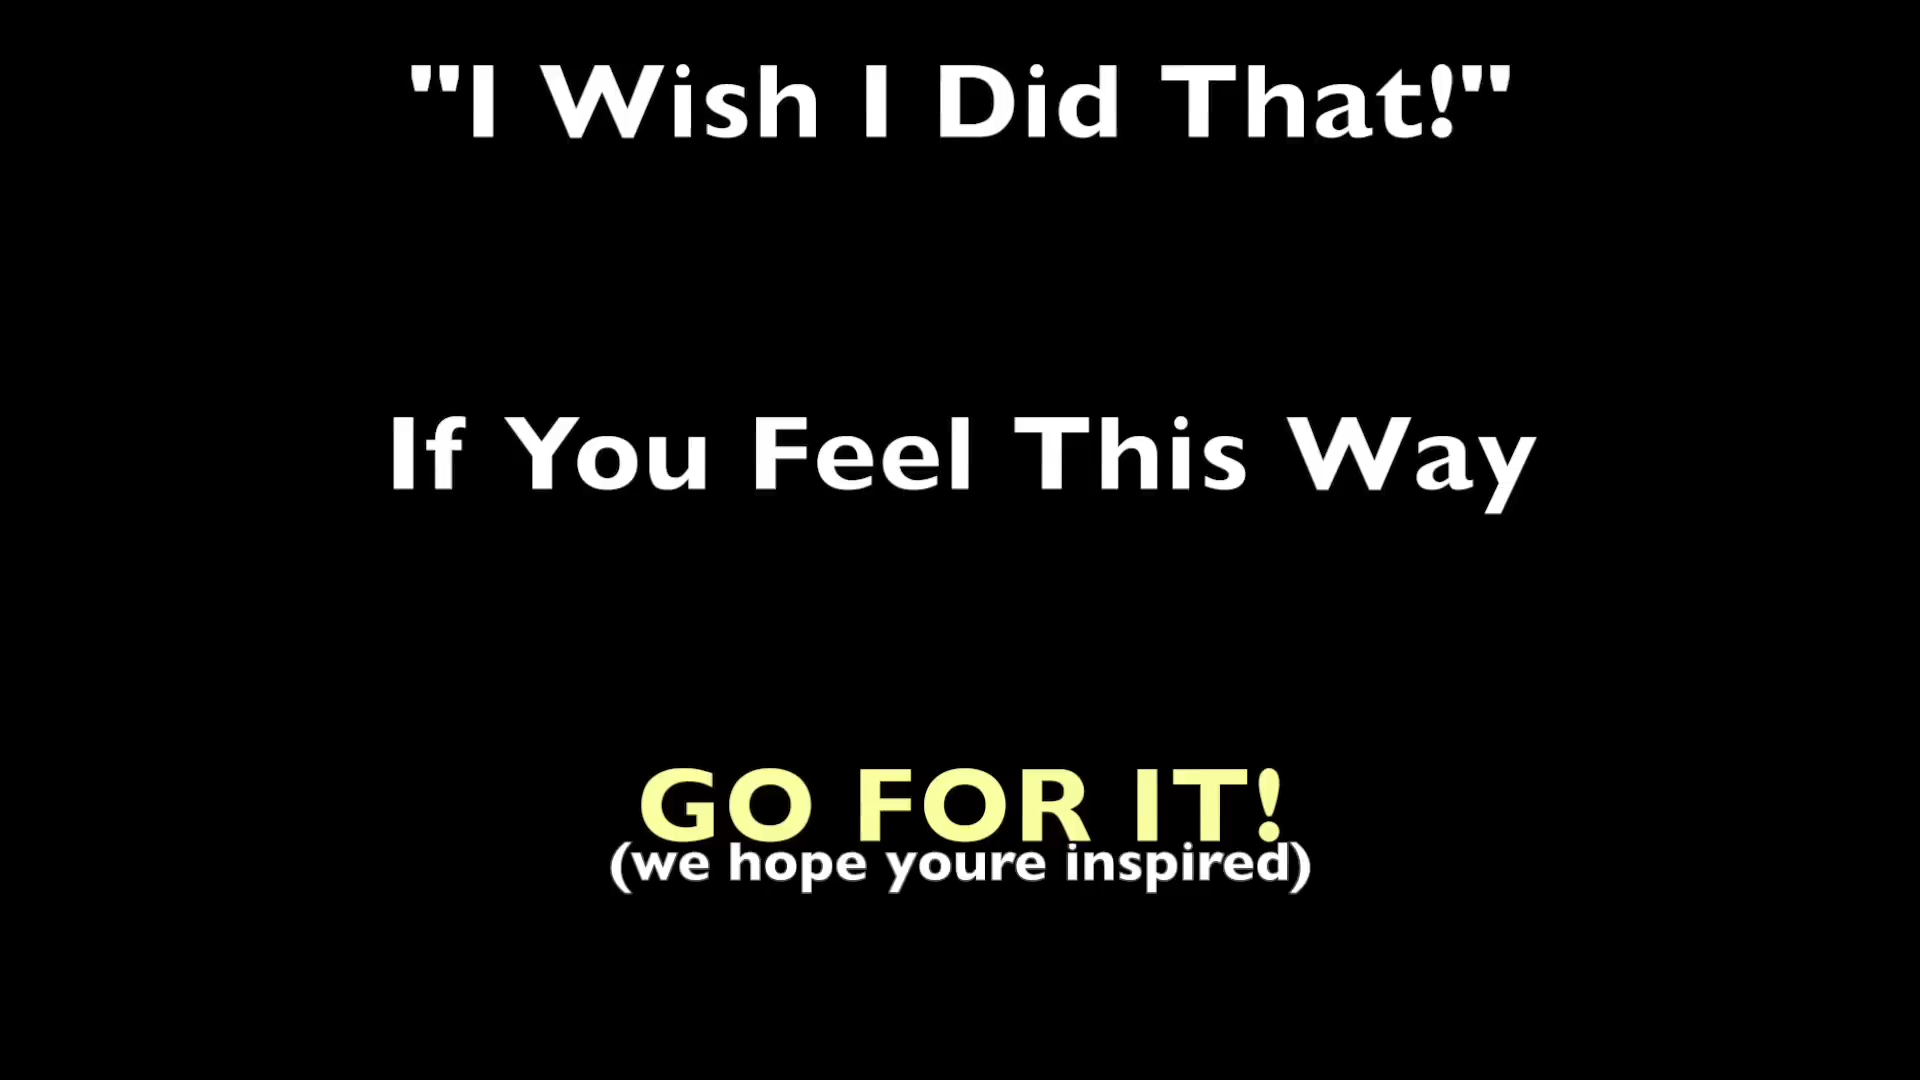 "I Wish I Did That!"
If You Feel This Way
GO FOR IT!
(we hope youre inspired)